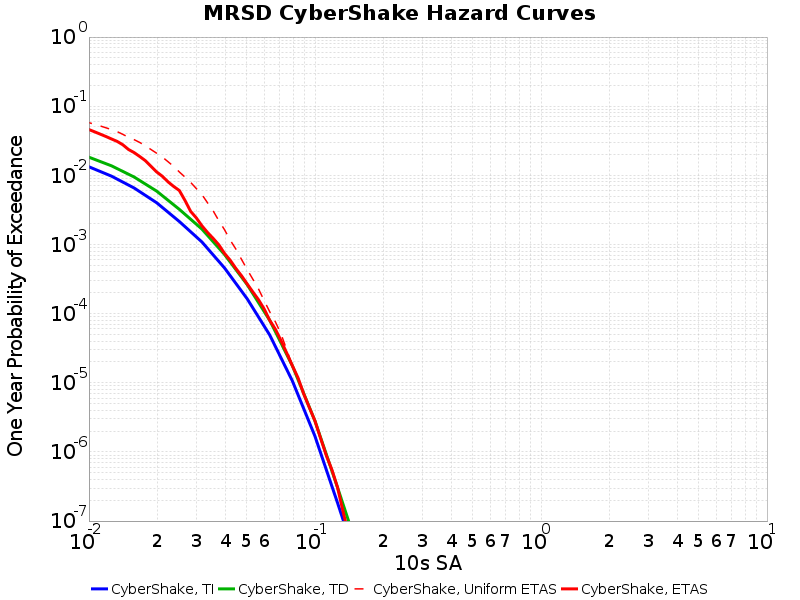 MRSD CyberShake Hazard Curves
One Year Probability of Exceedance
10^0
10^-1
10^-2
10^-3
10^-4
10^-5
10^-6
10^-7
10^-2 2 3 4 5 6 10^-1 2 3 4 5 6 7 10^0 2 3 4 5 6 7 10^1
10s SA
CyberShake, TI CyberShake, TD CyberShake, Uniform ETAS CyberShake, ETAS